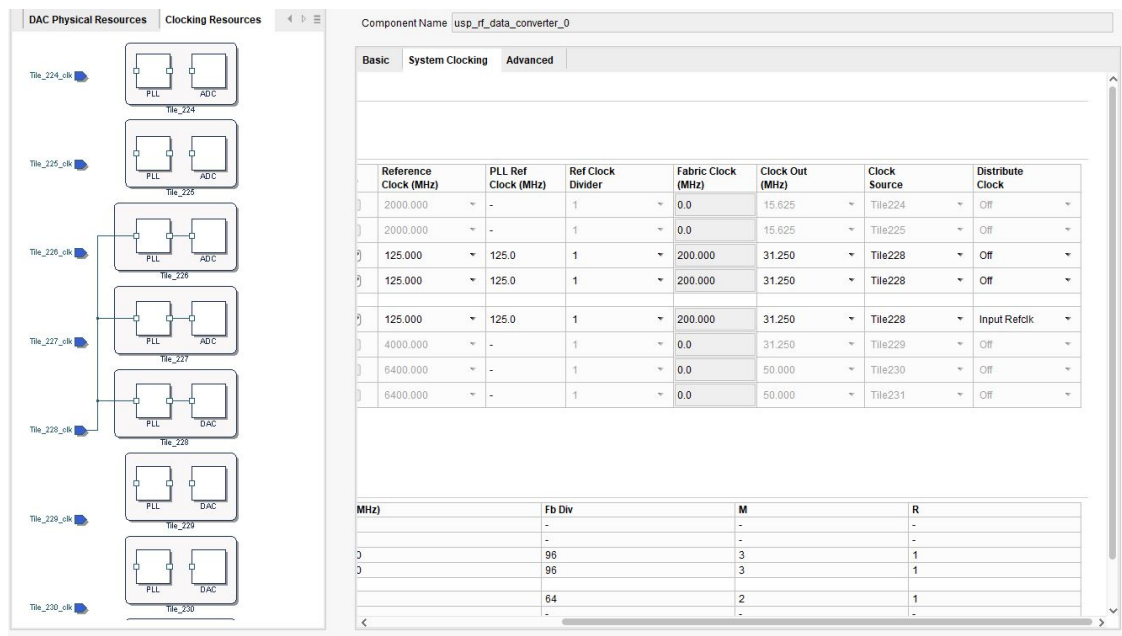 DAC Physical Resources Clocking Resources
Tile_224_clk
PLL ADC
Tile_224
Tile_225_clk
PLL ADC
Tile_225
Tile_226_clk
PLL ADC
Tile_226
Tile_227_clk
PLL ADC
Tile_227
Tile_228_clk
PLL DAC
Tile_228
Tile_229_clk
PLL DAC
Tile_229
Tile_230_clk
PLL DAC
Tile_230
Component Name usp_rf_data_converter_0
Basic System Clocking Advanced
Reference Clock (MHz) PLL Ref Clock (MHz) Ref Clock Divider Fabric Clock (MHz) Clock Out (MHz) Clock Source Distribute Clock
2000.000 - 1 0.0 15.625 Tile224 Off
2000.000 - 1 0.0 15.625 Tile225 Off
125.000 125.0 1 200.000 31.250 Tile228 Off
125.000 125.0 1 200.000 31.250 Tile228 Off
125.000 125.0 1 200.000 31.250 Tile228 Input Refclk
4000.000 - 1 0.0 31.250 Tile229 Off
6400.000 - 1 0.0 50.000 Tile230 Off
6400.000 - 1 0.0 50.000 Tile231 Off
MHz) Fb Div M R
- - -
- - -
0 96 3 1
0 96 3 1
64 2 1
- - -